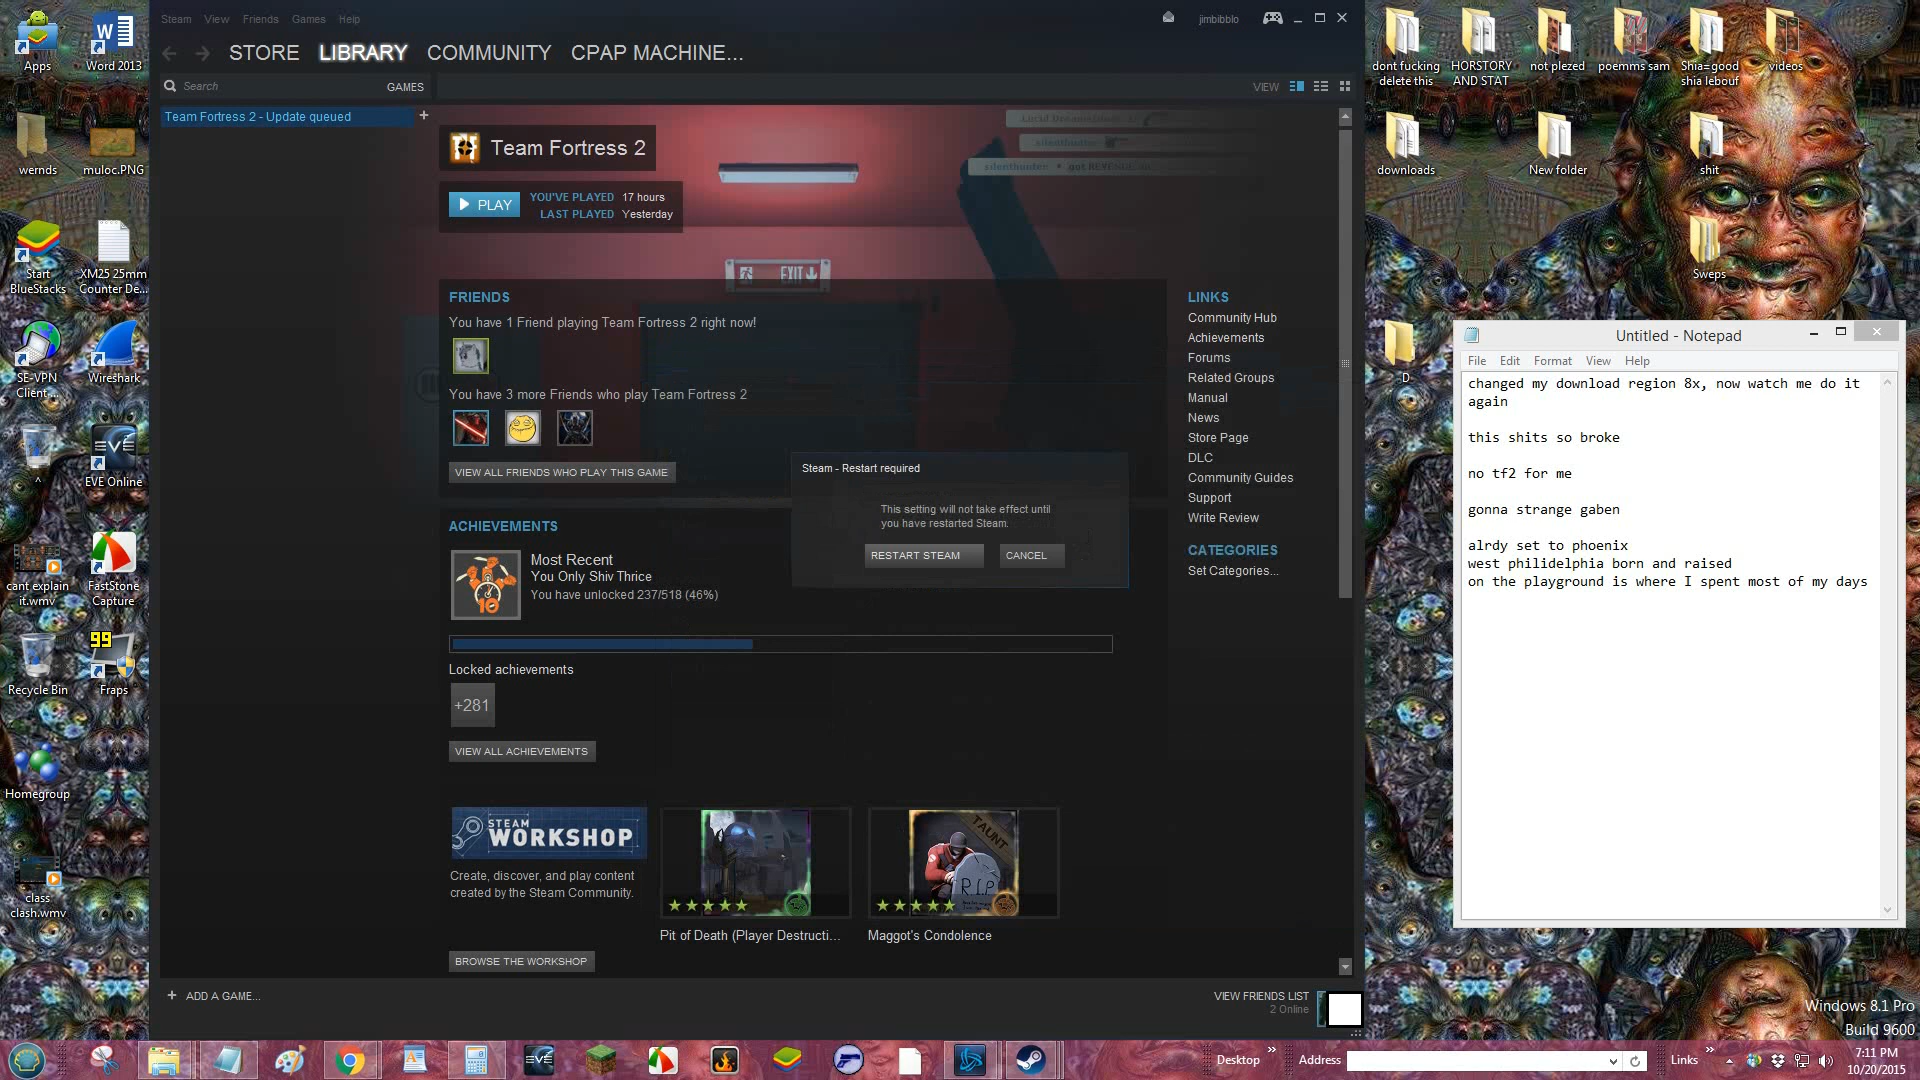 Steam View Friends Games Help
jimbibblo
STORE LIBRARY COMMUNITY CPAP MACHINE...
Search GAMES
VIEW
Team Fortress 2 - Update queued
Team Fortress 2
PLAY
YOU'VE PLAYED 17 hours
LAST PLAYED Yesterday
silenthunter
silenthunter got REVENGE
EXIT
FRIENDS
You have 1 Friend playing Team Fortress 2 right now!
You have 3 more Friends who play Team Fortress 2
VIEW ALL FRIENDS WHO PLAY THIS GAME
ACHIEVEMENTS
Most Recent
You Only Shiv Thrice
You have unlocked 237/518 (46%)
10
Locked achievements
+281
VIEW ALL ACHIEVEMENTS
STEAM
WORKSHOP
Create, discover, and play content
created by the Steam Community.
BROWSE THE WORKSHOP
Pit of Death (Player Destructi...
TAUNT
R.I.P
Maggot's Condolence
LINKS
Community Hub
Achievements
Forums
Related Groups
Manual
News
Store Page
DLC
Community Guides
Support
Write Review
CATEGORIES
Set Categories...
Steam - Restart required
This setting will not take effect until
you have restarted Steam.
RESTART STEAM CANCEL
ADD A GAME...
VIEW FRIENDS LIST
2 Online
Apps
Word 2013
wernds
muloc.PNG
Start
BlueStacks
XM25 25mm
Counter De...
SE-VPN
Client-...
Wireshark
^
EVE
EVE Online
cant explain
it.wmv
FastStone
Capture
Recycle Bin
99
Fraps
Homegroup
class
clash.wmv
dont fucking
delete this
HORSTORY
AND STAT
not plezed
poemms sam
Shia=good
shia lebouf
videos
downloads
New folder
shit
Sweps
D
Untitled - Notepad
File Edit Format View Help
changed my download region 8x, now watch me do it
again
this shits so broke
no tf2 for me
gonna strange gaben
alrdy set to phoenix
west philidelphia born and raised
on the playground is where I spent most of my days
Windows 8.1 Pro
Build 9600
EVE
Desktop
Address
Links
7:11 PM
10/20/2015